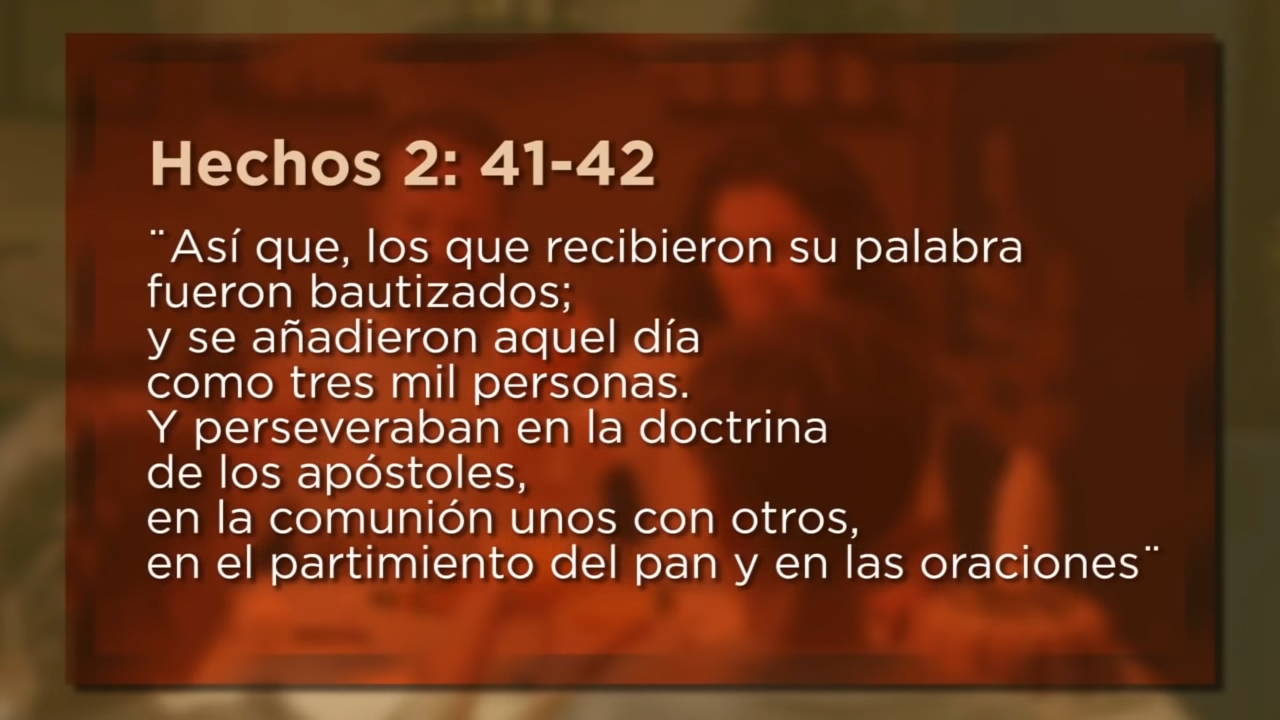 Hechos 2: 41-42
¨Así que, los que recibieron su palabra
fueron bautizados;
y se añadieron aquel día
como tres mil personas.
Y perseveraban en la doctrina
de los apóstoles,
en la comunión unos con otros,
en el partimiento del pan y en las oraciones¨